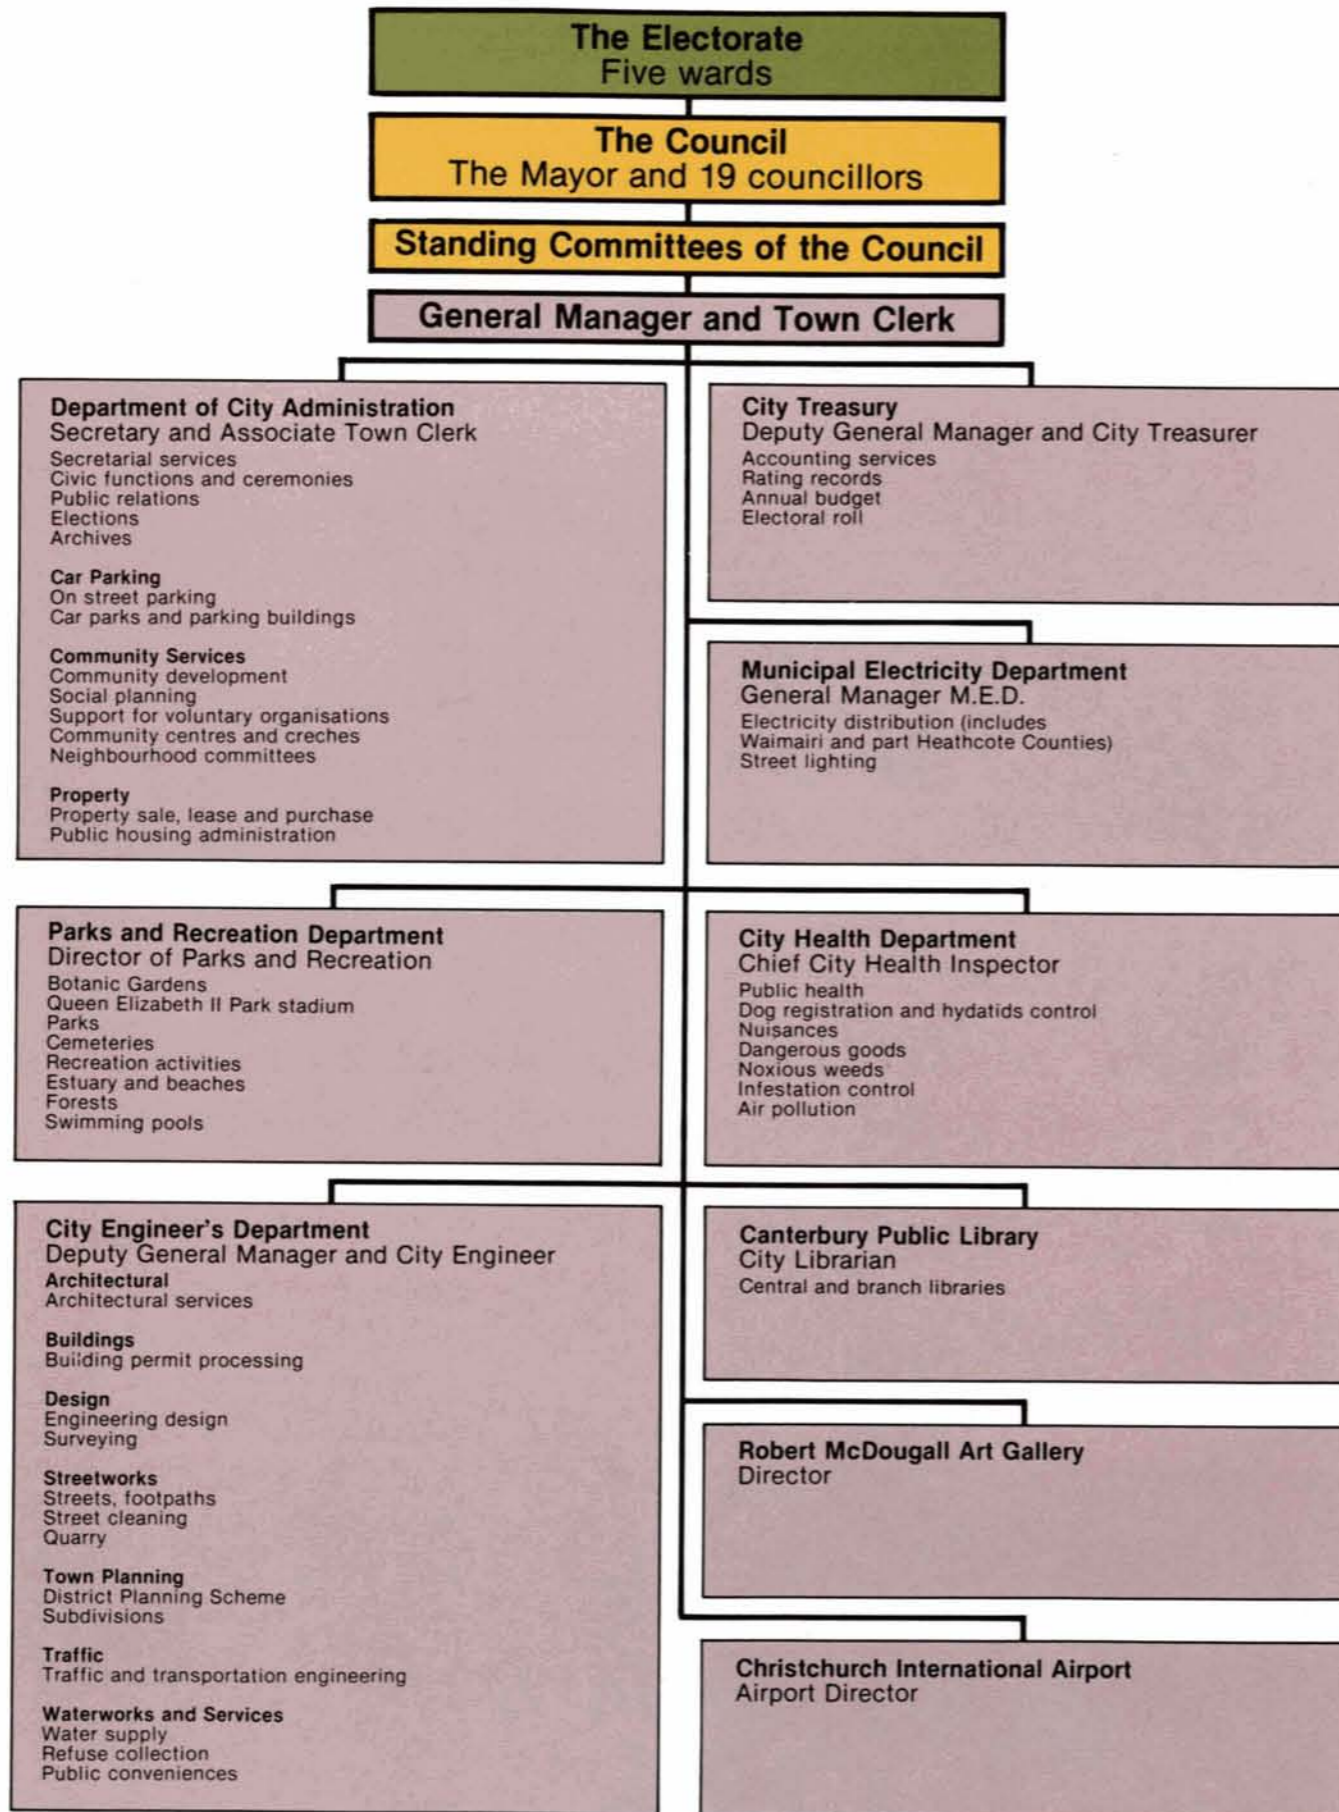 The Electorate
Five wards
The Council
The Mayor and 19 councillors
Standing Committees of the Council
General Manager and Town Clerk
Department of City Administration
Secretary and Associate Town Clerk
Secretarial services
Civic functions and ceremonies
Public relations
Elections
Archives
Car Parking
On street parking
Car parks and parking buildings
Community Services
Community development
Social planning
Support for voluntary organisations
Community centres and creches
Neighbourhood committees
Property
Property sale, lease and purchase
Public housing administration
City Treasury
Deputy General Manager and City Treasurer
Accounting services
Rating records
Annual budget
Electoral roll
Municipal Electricity Department
General Manager M.E.D.
Electricity distribution (includes
Waimairi and part Heathcote Counties)
Street lighting
Parks and Recreation Department
Director of Parks and Recreation
Botanic Gardens
Queen Elizabeth II Park stadium
Parks
Cemeteries
Recreation activities
Estuary and beaches
Forests
Swimming pools
City Health Department
Chief City Health Inspector
Public health
Dog registration and hydatids control
Nuisances
Dangerous goods
Noxious weeds
Infestation control
Air pollution
City Engineer's Department
Deputy General Manager and City Engineer
Architectural
Architectural services
Buildings
Building permit processing
Design
Engineering design
Surveying
Streetworks
Streets, footpaths
Street cleaning
Quarry
Town Planning
District Planning Scheme
Subdivisions
Traffic
Traffic and transportation engineering
Waterworks and Services
Water supply
Refuse collection
Public conveniences
Canterbury Public Library
City Librarian
Central and branch libraries
Robert McDougall Art Gallery
Director
Christchurch International Airport
Airport Director